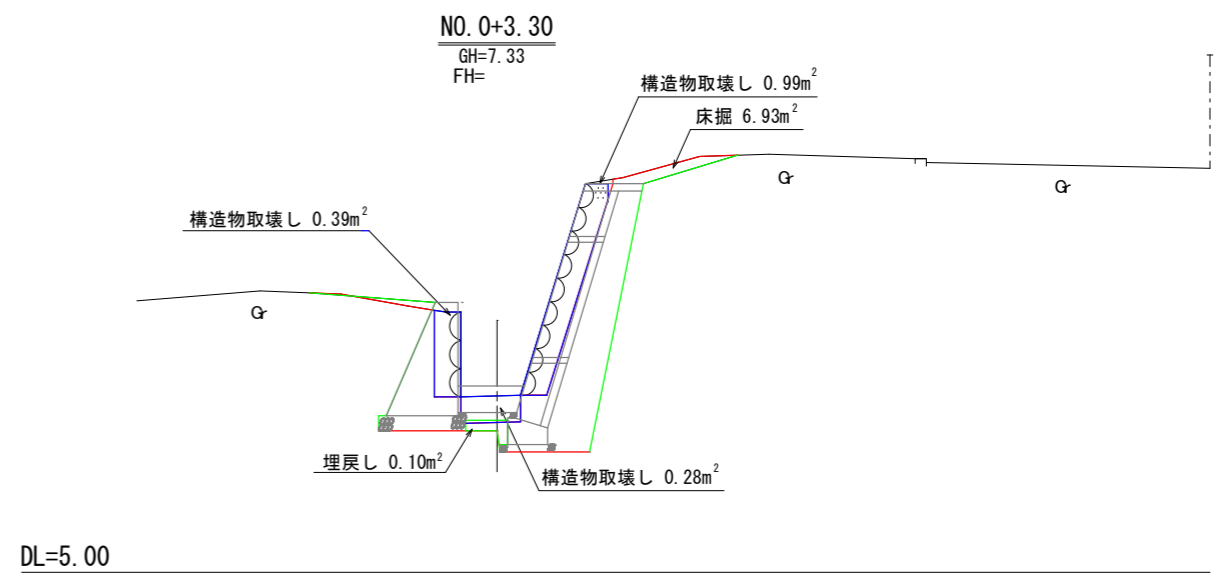 NO. 0+3. 30
GH=7. 33
FH=
構造物取壊し 0. 99m²
床掘 6. 93m²
Gr
Gr
構造物取壊し 0. 39m²
Gr
埋戻し 0. 10m²
構造物取壊し 0. 28m²
DL=5. 00